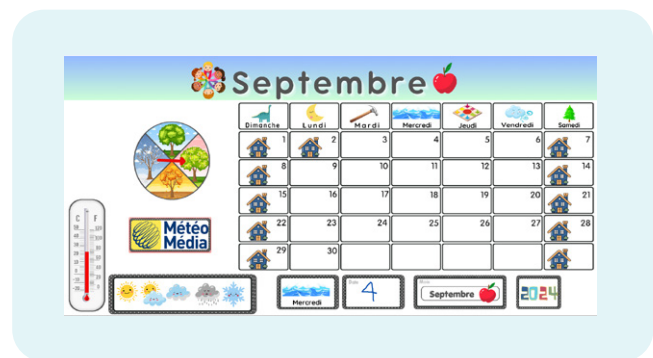 Septembre
Dimanche Lundi Mardi Mercredi Jeudi Vendredi Samedi
1 2 3 4 5 6 7
8 9 10 11 12 13 14
15 16 17 18 19 20 21
22 23 24 25 26 27 28
29 30
Météo
Média
C F
Mercredi
4
Septembre
2024